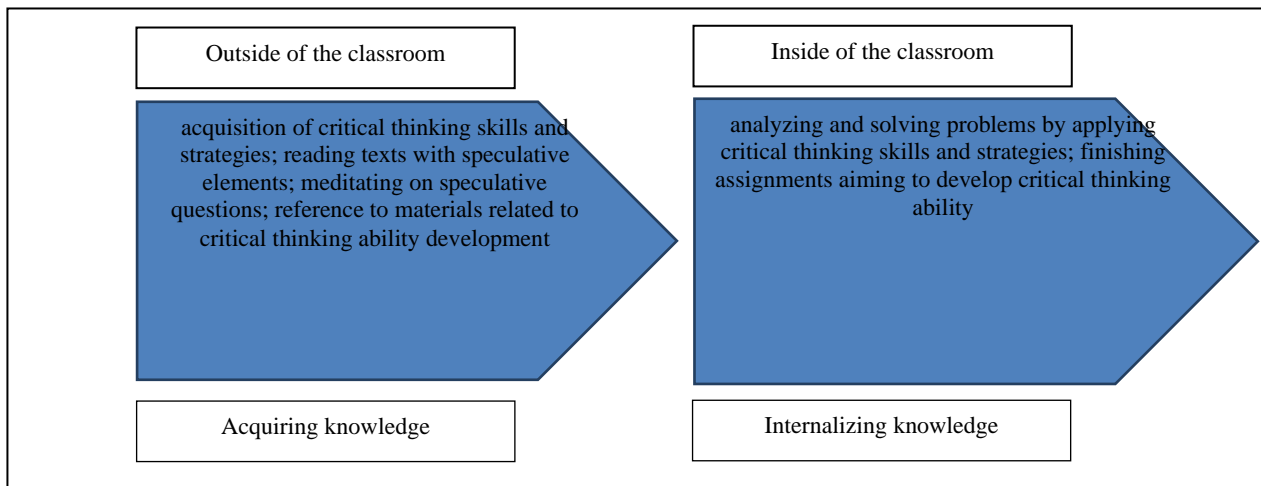 Outside of the classroom
acquisition of critical thinking skills and
strategies; reading texts with speculative
elements; meditating on speculative
questions; reference to materials related to
critical thinking ability development
Acquiring knowledge
Inside of the classroom
analyzing and solving problems by applying
critical thinking skills and strategies; finishing
assignments aiming to develop critical thinking
ability
Internalizing knowledge